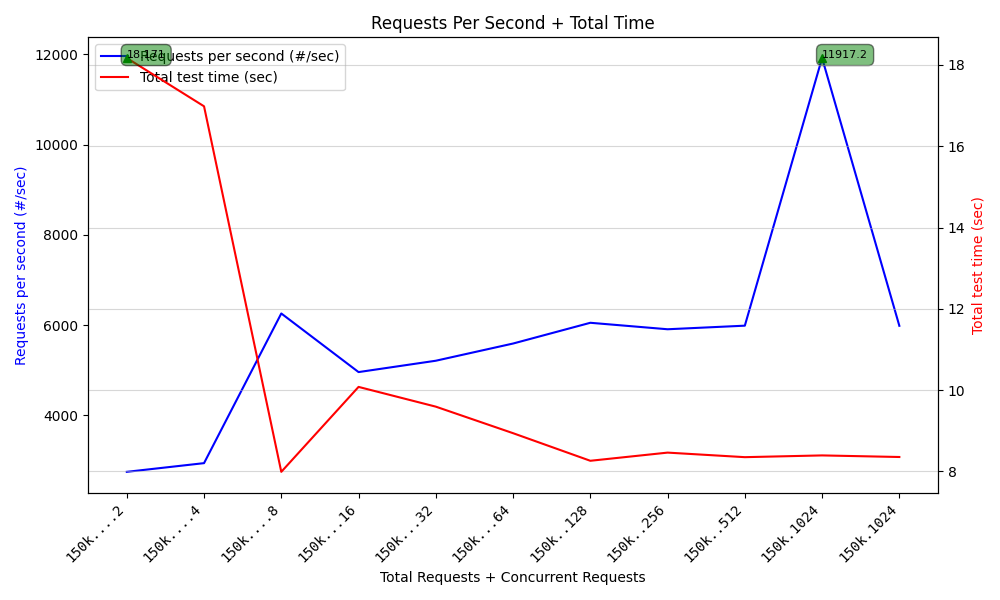 Requests Per Second + Total Time
Requests per second (#/sec)
Total test time (sec)
18.171
11917.2
12000
10000
8000
6000
4000
Requests per second (#/sec)
18
16
14
12
10
8
Total test time (sec)
150k....2
150k....4
150k....8
150k...16
150k...32
150k...64
150k..128
150k..256
150k..512
150k.1024
150k.1024
Total Requests + Concurrent Requests